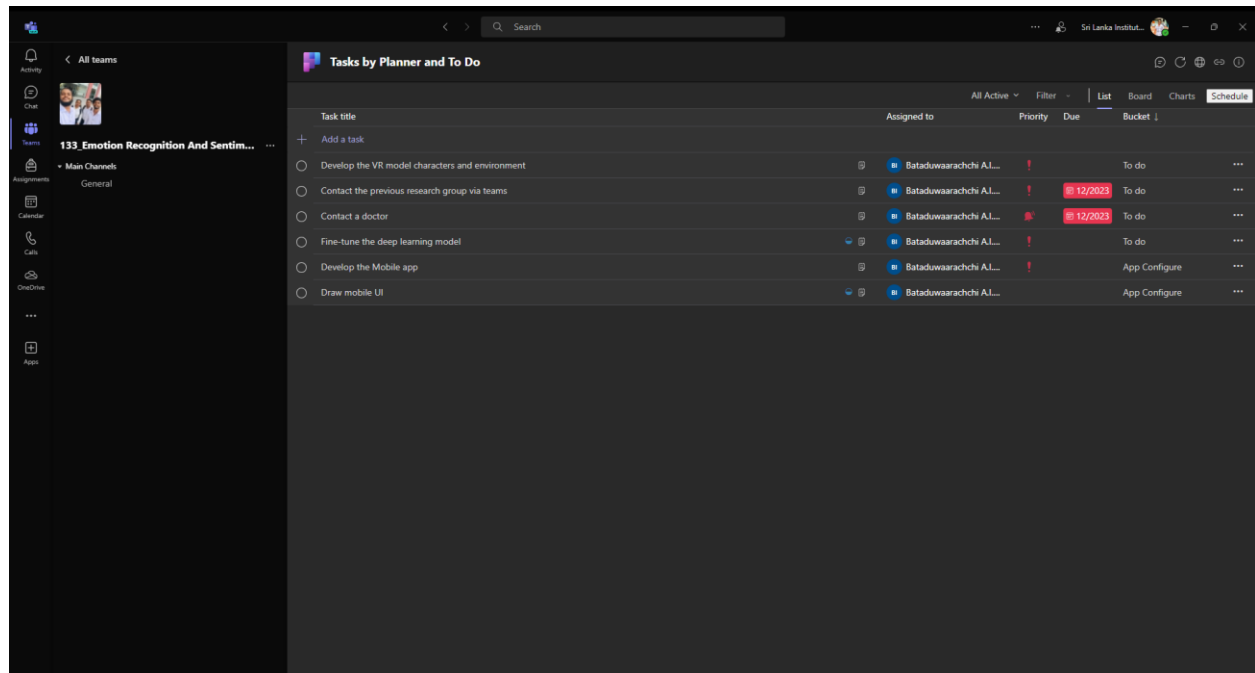 Search
Sri Lanka Institut...
Activity
Chat
Teams
Assignments
Calendar
Calls
OneDrive
Apps
All teams
133_Emotion Recognition And Sentim...
Main Channels
General
Tasks by Planner and To Do
All Active Filter List Board Charts Schedule
Task title Assigned to Priority Due Bucket
Add a task
Develop the VR model characters and environment BI Bataduwaarachchi A.I.... To do
Contact the previous research group via teams BI Bataduwaarachchi A.I.... 12/2023 To do
Contact a doctor BI Bataduwaarachchi A.I.... 12/2023 To do
Fine-tune the deep learning model BI Bataduwaarachchi A.I.... To do
Develop the Mobile app BI Bataduwaarachchi A.I.... App Configure
Draw mobile UI BI Bataduwaarachchi A.I.... App Configure